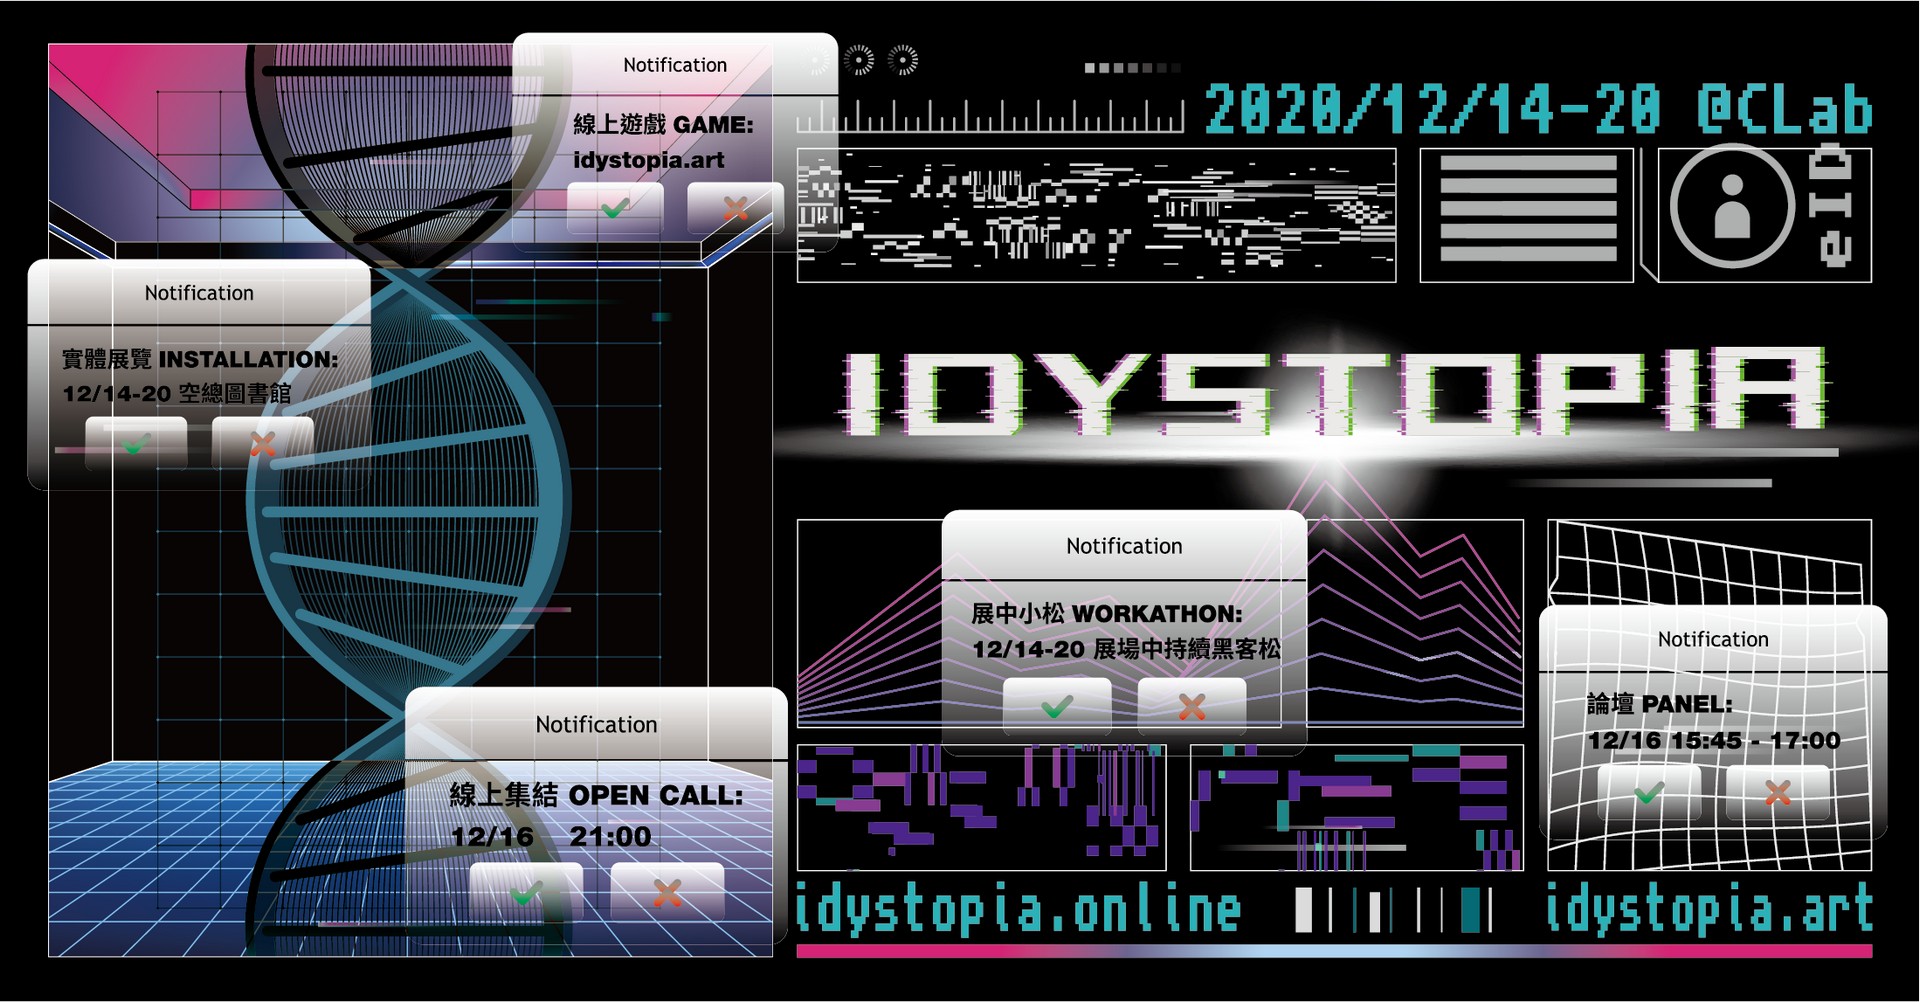 Notification
線上遊戲 GAME:
idystopia.art
2020/12/14-20 @CLab
eID
Notification
實體展覽 INSTALLATION:
12/14-20 空總圖書館
IDYSTOPIA
Notification
展中小松 WORKATHON:
12/14-20 展場中持續黑客松
Notification
論壇 PANEL:
12/16 15:45 - 17:00
Notification
線上集結 OPEN CALL:
12/16 21:00
idystopia.online
idystopia.art